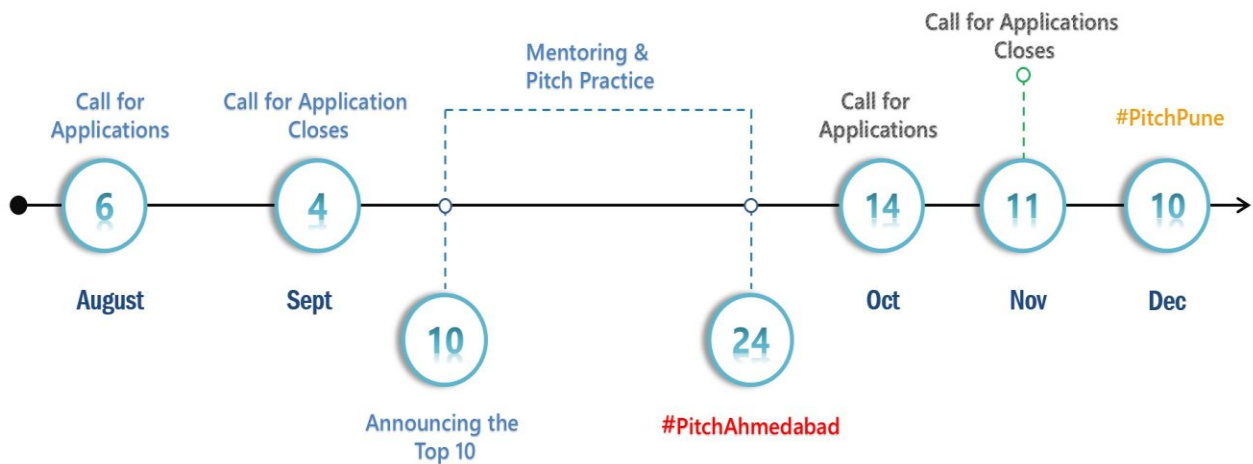 Call for
Applications
6
August
Call for Application
Closes
4
Sept
10
Announcing the
Top 10
Mentoring &
Pitch Practice
24
#PitchAhmedabad
Call for
Applications
14
Oct
Call for Applications
Closes
11
Nov
#PitchPune
10
Dec